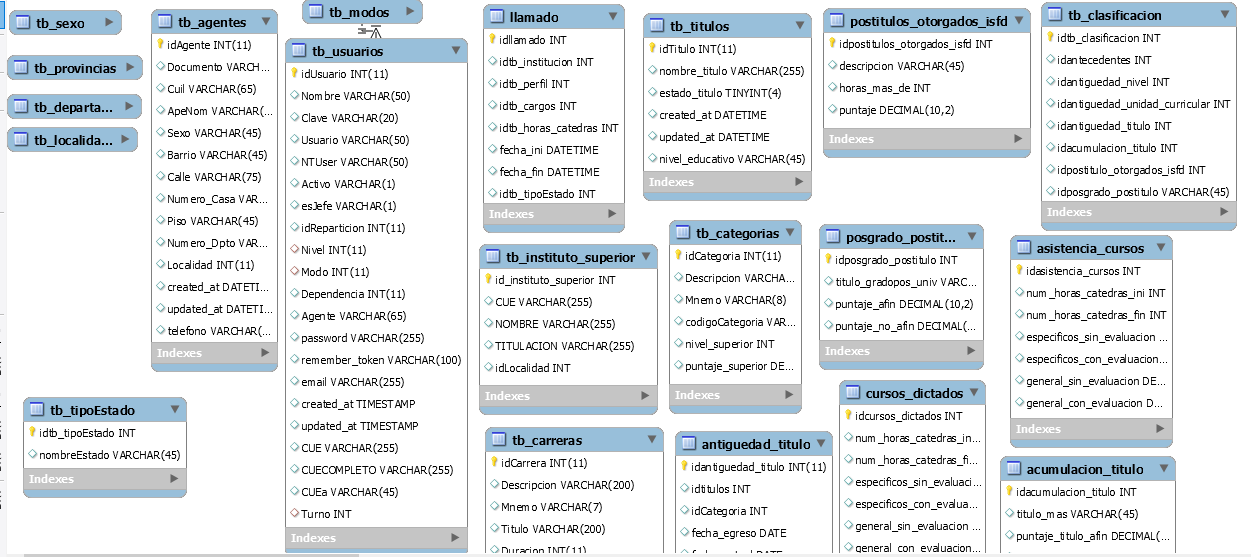 tb_sexo
tb_provincias
tb_departa...
tb_localida...
tb_agentes
idAgente INT(11)
Documento VARCH...
Cuil VARCHAR(65)
ApeNom VARCHAR(...
Sexo VARCHAR(45)
Barrio VARCHAR(45)
Calle VARCHAR(75)
Numero_Casa VAR...
Piso VARCHAR(45)
Numero_Dpto VAR...
Localidad INT(11)
created_at DATETI...
updated_at DATETI...
telefono VARCHAR(...
Indexes
tb_tipoEstado
idtb_tipoEstado INT
nombreEstado VARCHAR(45)
Indexes
tb_modos
tb_usuarios
idUsuario INT(11)
Nombre VARCHAR(50)
Clave VARCHAR(20)
Usuario VARCHAR(50)
NTUser VARCHAR(50)
Activo VARCHAR(1)
esJefe VARCHAR(1)
idReparticion INT(11)
Nivel INT(11)
Modo INT(11)
Dependencia INT(11)
Agente VARCHAR(65)
password VARCHAR(255)
remember_token VARCHAR(100)
email VARCHAR(255)
created_at TIMESTAMP
updated_at TIMESTAMP
CUE VARCHAR(255)
CUECOMPLETO VARCHAR(255)
CUEa VARCHAR(45)
Turno INT
Indexes
llamado
idllamado INT
idtb_institucion INT
idtb_perfil INT
idtb_cargos INT
idtb_horas_catedras INT
fecha_ini DATETIME
fecha_fin DATETIME
idtb_tipoEstado INT
Indexes
tb_instituto_superior
id_instituto_superior INT
CUE VARCHAR(255)
NOMBRE VARCHAR(255)
TITULACION VARCHAR(255)
idLocalidad INT
Indexes
tb_carreras
idCarrera INT(11)
Descripcion VARCHAR(200)
Mnemo VARCHAR(7)
Titulo VARCHAR(200)
Duracion INT(11)
tb_titulos
idTitulo INT(11)
nombre_titulo VARCHAR(255)
estado_titulo TINYINT(4)
created_at DATETIME
updated_at DATETIME
nivel_educativo VARCHAR(45)
Indexes
tb_categorias
idCategoria INT(11)
Descripcion VARCHA...
Mnemo VARCHAR(8)
codigoCategoria VAR...
nivel_superior INT
puntaje_superior DE...
Indexes
antiguedad_titulo
idantiguedad_titulo INT(11)
idtitulos INT
idCategoria INT(11)
fecha_egreso DATE
postitulos_otorgados_isfd
idpostitulos_otorgados_isfd INT
descripcion VARCHAR(45)
horas_mas_de INT
puntaje DECIMAL(10,2)
Indexes
posgrado_postit...
idposgrado_postitulo INT
titulo_gradopos_univ VARC...
puntaje_afin DECIMAL(10,2)
puntaje_no_afin DECIMAL(...
Indexes
cursos_dictados
idcursos_dictados INT
num_horas_catedras_in...
num_horas_catedras_fi...
especificos_sin_evaluaci...
especificos_con_evalua...
general_sin_evaluacion ...
general_con_evaluacion ...
tb_clasificacion
idtb_clasificacion INT
idantecedentes INT
idantiguedad_nivel INT
idantiguedad_unidad_curricular INT
idantiguedad_titulo INT
idacumulacion_titulo INT
idpostitulo_otorgados_isfd INT
idposgrado_postitulo VARCHAR(45)
Indexes
asistencia_cursos
idasistencia_cursos INT
num_horas_catedras_ini INT
num_horas_catedras_fin INT
especificos_sin_evaluacion ...
especificos_con_evaluacion ...
general_sin_evaluacion DE...
general_con_evaluacion D...
Indexes
acumulacion_titulo
idacumulacion_titulo INT
titulo_mas VARCHAR(45)
puntaje_titulo_afin DECIMAL(...